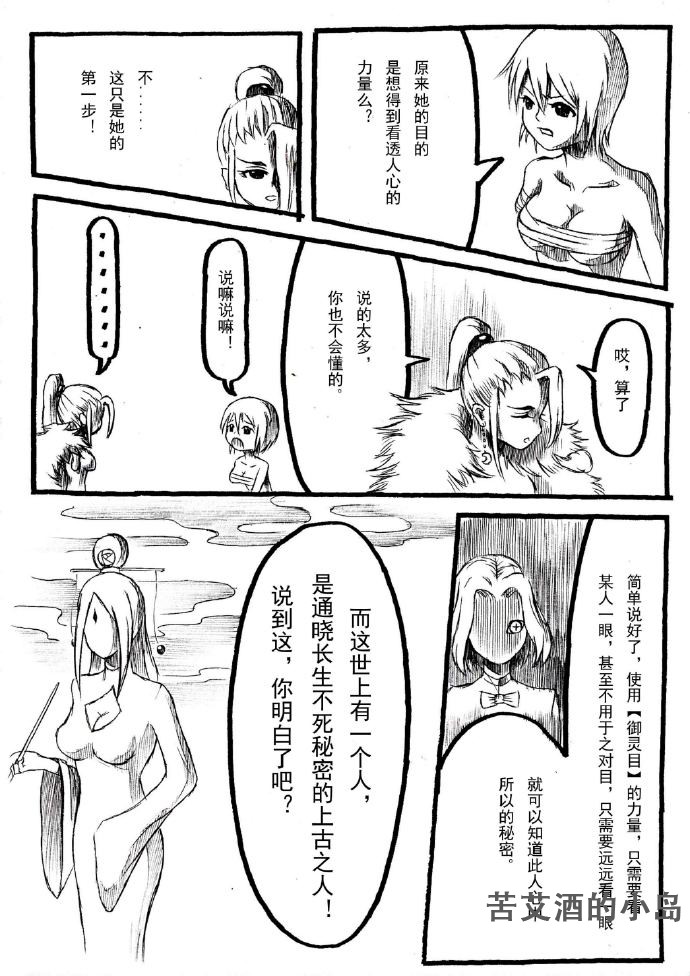 原来她的目的
是想得到看透人心的
力量么？
不……
这只是她的
第一步！
哎，算了
说的太多，
你也不会懂的。
说嘛说嘛！
……
简单说好了，使用【御灵目】的力量，只需要看
某人一眼，甚至不用于之对目，只需要远远看一眼
就可以知道此人心中
所以的秘密。
而这世上有一个人，
是通晓长生不死秘密的上古之人！
说到这，你明白了吧？
苦艾酒的小岛